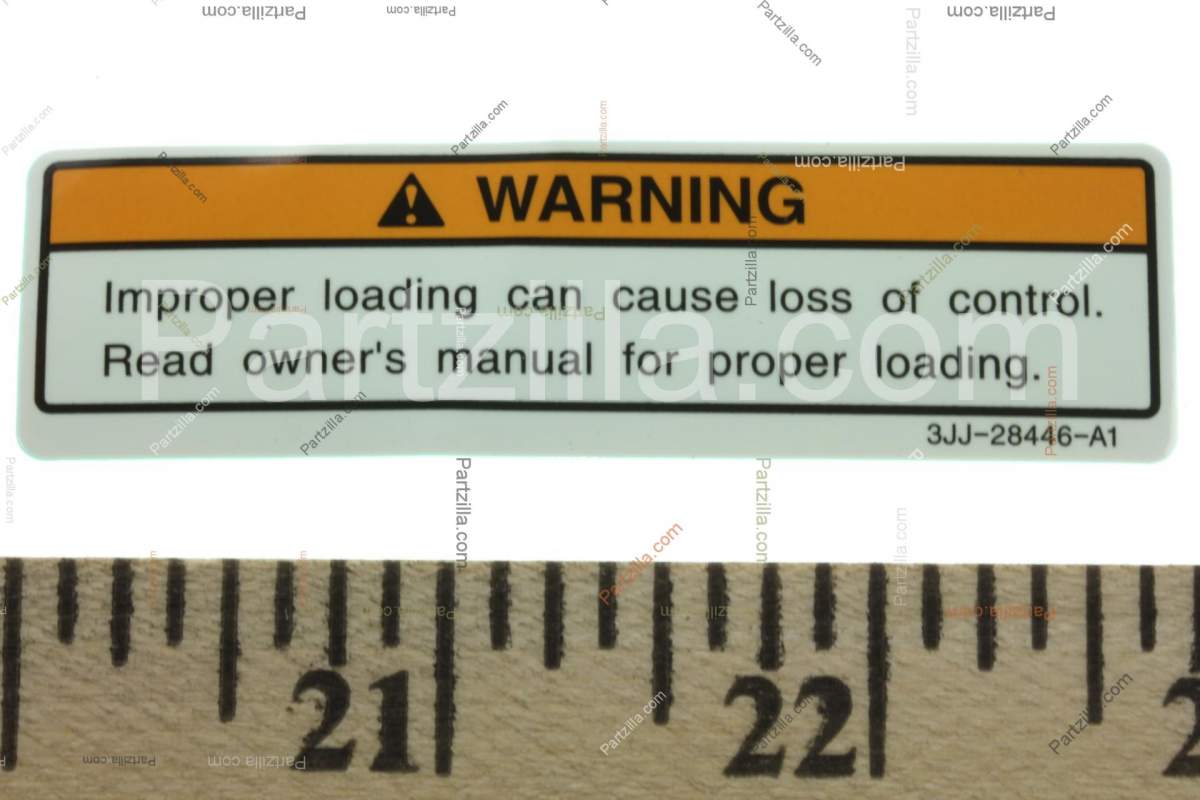 WARNING
Improper loading can cause loss of control.
Read owner's manual for proper loading.
3JJ-28446-A1
Partzilla.com
21 22